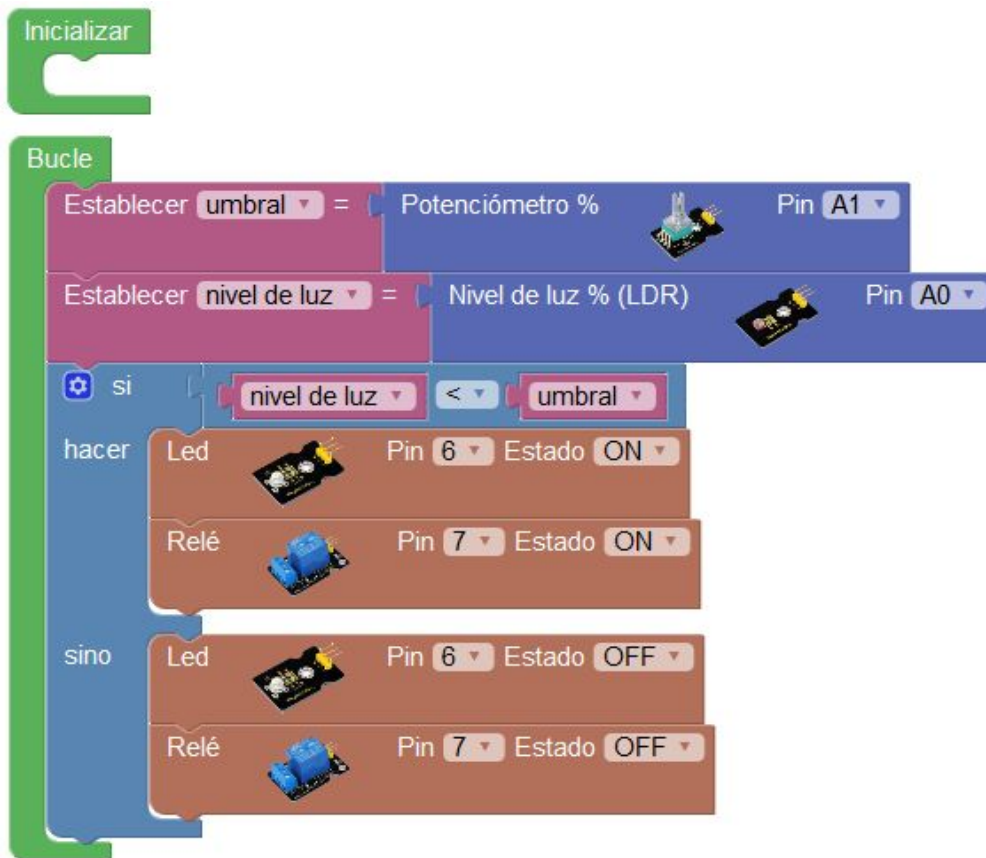 Inicializar
Bucle
Establecer umbral = Potenciómetro % Pin A1
Establecer nivel de luz = Nivel de luz % (LDR) Pin A0
si nivel de luz < umbral
hacer Led Pin 6 Estado ON
Relé Pin 7 Estado ON
sino Led Pin 6 Estado OFF
Relé Pin 7 Estado OFF